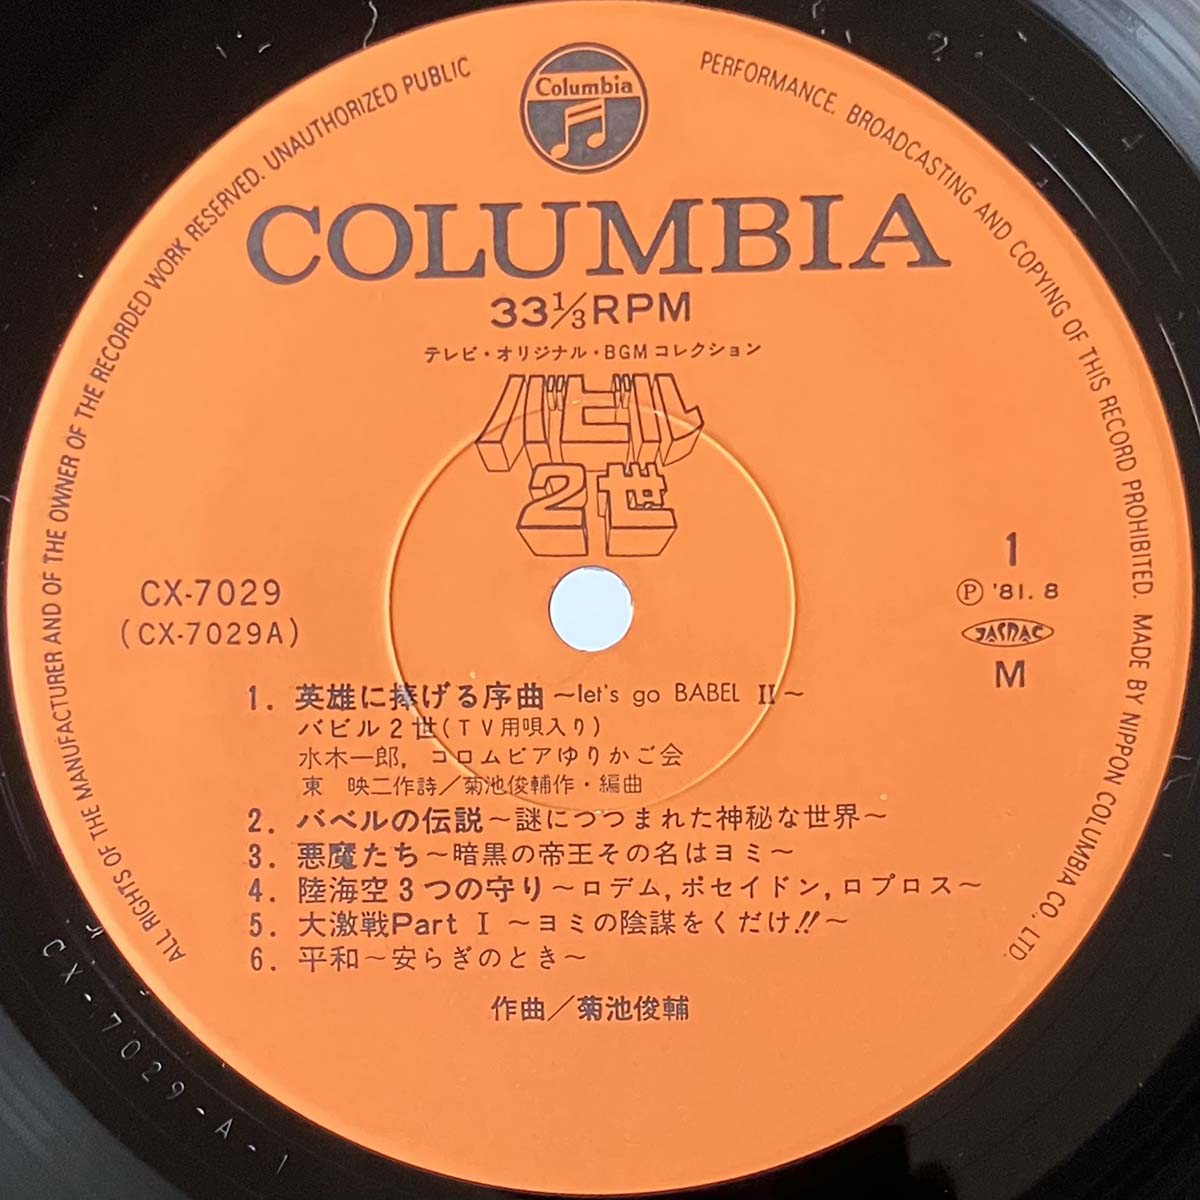 Columbia
COLUMBIA
33⅓RPM
テレビ・オリジナル・BGMコレクション
バビル
2世
CX-7029
(CX-7029A)
1
Ⓟ '81.8
JASRAC
M
1. 英雄に捧げる序曲～let's go BABEL II～
バビル2世(TV用唄入り)
水木一郎, コロムビアゆりかご会
東 映二作詩/菊池俊輔作・編曲
2. バベルの伝説～謎につつまれた神秘な世界～
3. 悪魔たち～暗黒の帝王その名はヨミ～
4. 陸海空3つの守り～ロデム, ポセイドン, ロプロス～
5. 大激戦Part I ～ヨミの陰謀をくだけ!!～
6. 平和～安らぎのとき～
作曲/菊池俊輔
ALL RIGHTS OF THE MANUFACTURER AND OF THE OWNER OF THE RECORDED WORK RESERVED. UNAUTHORIZED PUBLIC PERFORMANCE. BROADCASTING AND COPYING OF THIS RECORD PROHIBITED. MADE BY NIPPON COLUMBIA CO., LTD.
CX-7029-A-1